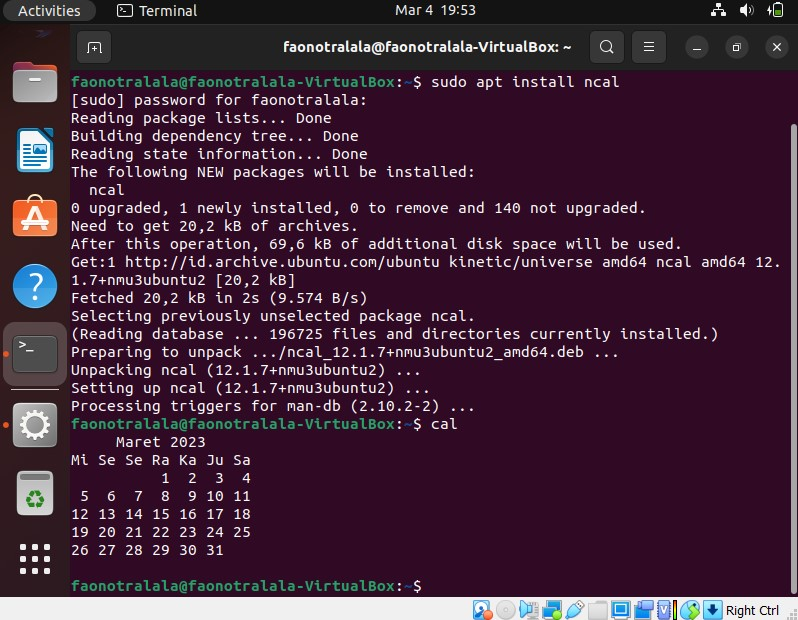 Activities Terminal Mar 4 19:53
faonotralala@faonotralala-VirtualBox: ~
faonotralala@faonotralala-VirtualBox:~$ sudo apt install ncal
[sudo] password for faonotralala:
Reading package lists... Done
Building dependency tree... Done
Reading state information... Done
The following NEW packages will be installed:
  ncal
0 upgraded, 1 newly installed, 0 to remove and 140 not upgraded.
Need to get 20,2 kB of archives.
After this operation, 69,6 kB of additional disk space will be used.
Get:1 http://id.archive.ubuntu.com/ubuntu kinetic/universe amd64 ncal amd64 12.
1.7+nmu3ubuntu2 [20,2 kB]
Fetched 20,2 kB in 2s (9.574 B/s)
Selecting previously unselected package ncal.
(Reading database ... 196725 files and directories currently installed.)
Preparing to unpack .../ncal_12.1.7+nmu3ubuntu2_amd64.deb ...
Unpacking ncal (12.1.7+nmu3ubuntu2) ...
Setting up ncal (12.1.7+nmu3ubuntu2) ...
Processing triggers for man-db (2.10.2-2) ...
faonotralala@faonotralala-VirtualBox:~$ cal
     Maret 2023
Mi Se Se Ra Ka Ju Sa
          1  2  3  4
 5  6  7  8  9 10 11
12 13 14 15 16 17 18
19 20 21 22 23 24 25
26 27 28 29 30 31
faonotralala@faonotralala-VirtualBox:~$
Right Ctrl